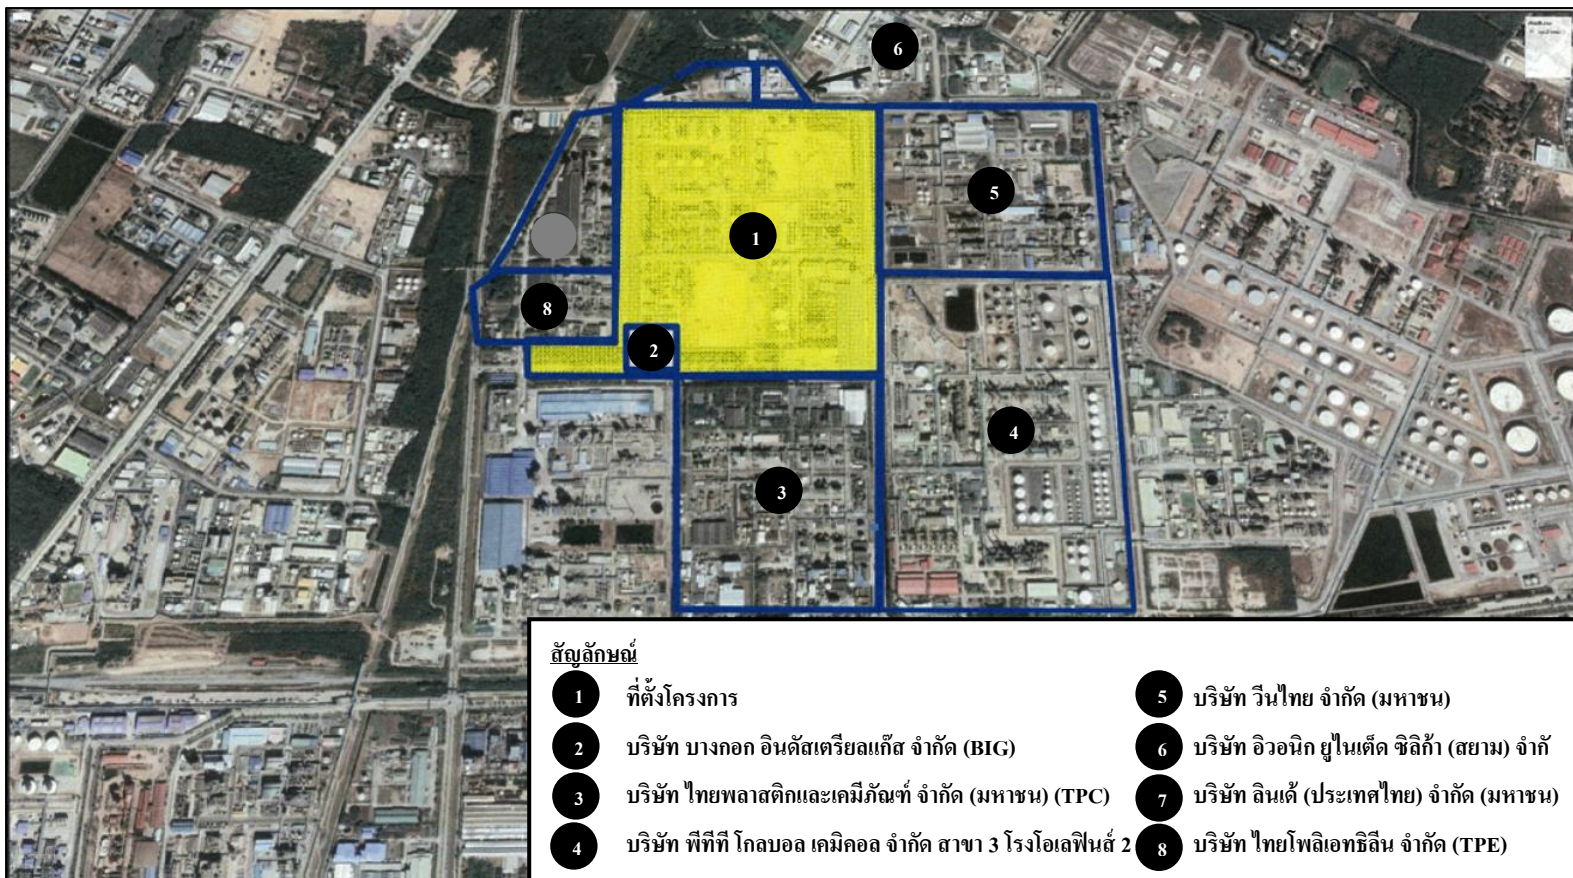 7
6
5
1
8
2
4
3
สัญลักษณ์
1 ที่ตั้งโครงการ
2 บริษัท บางกอก อินดัสเตรียลแก๊ส จำกัด (BIG)
3 บริษัท ไทยพลาสติกและเคมีภัณฑ์ จำกัด (มหาชน) (TPC)
4 บริษัท พีทีที โกลบอล เคมิคอล จำกัด สาขา 3 โรงโอเลฟินส์ 2
5 บริษัท วีนไทย จำกัด (มหาชน)
6 บริษัท อิวอนิก ยูไนเต็ด ซิลิก้า (สยาม) จำกั
7 บริษัท ลินเด้ (ประเทศไทย) จำกัด (มหาชน)
8 บริษัท ไทยโพลิเอทธิลีน จำกัด (TPE)